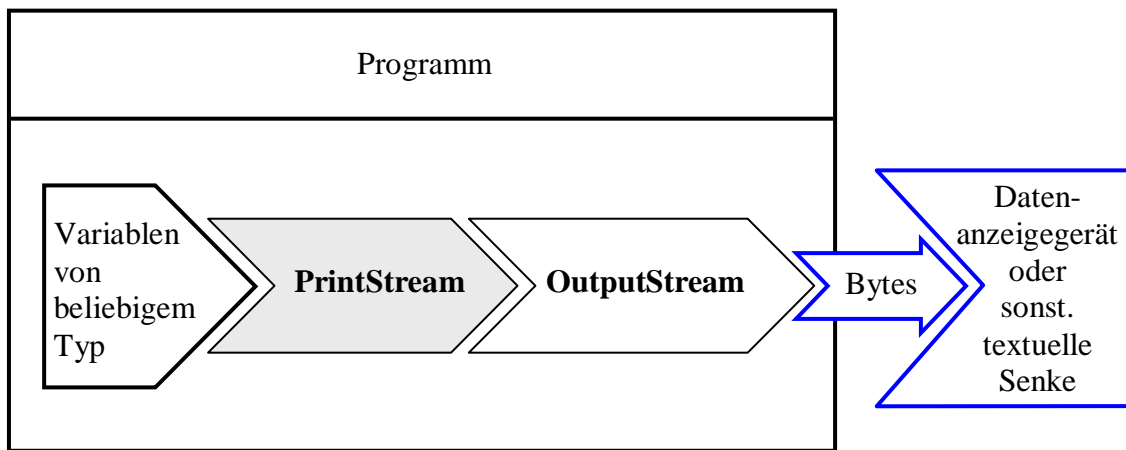 Programm
Variablen
von
beliebigem
Typ
PrintStream
OutputStream
Bytes
Daten-
anzeigegerät
oder
sonst.
textuelle
Senke